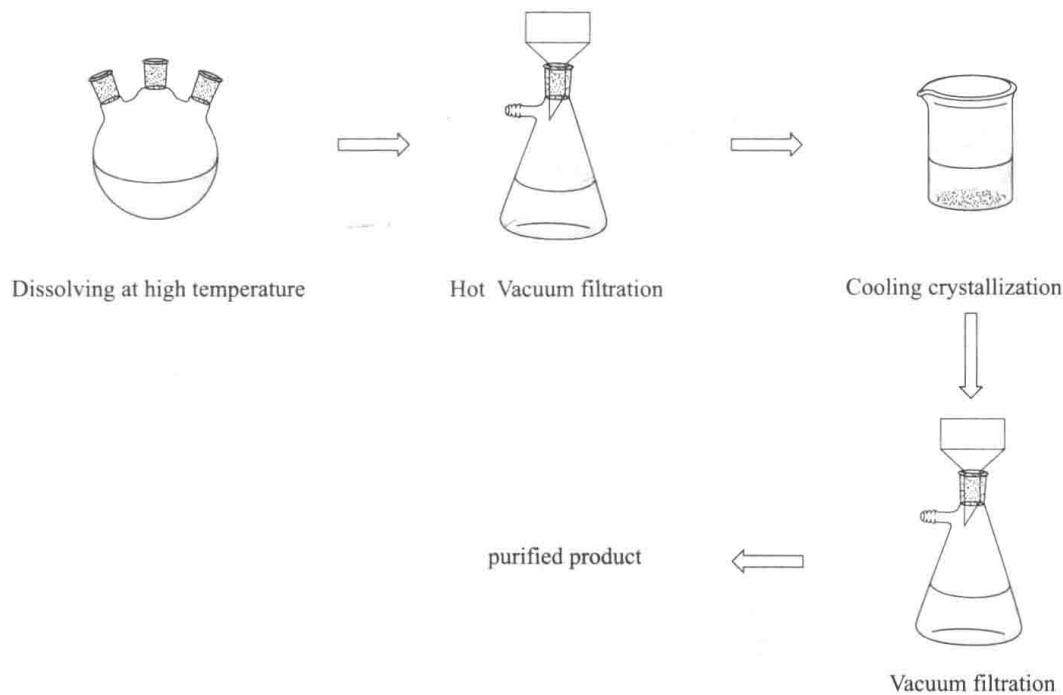 Dissolving at high temperature
Hot Vacuum filtration
Cooling crystallization
purified product
Vacuum filtration